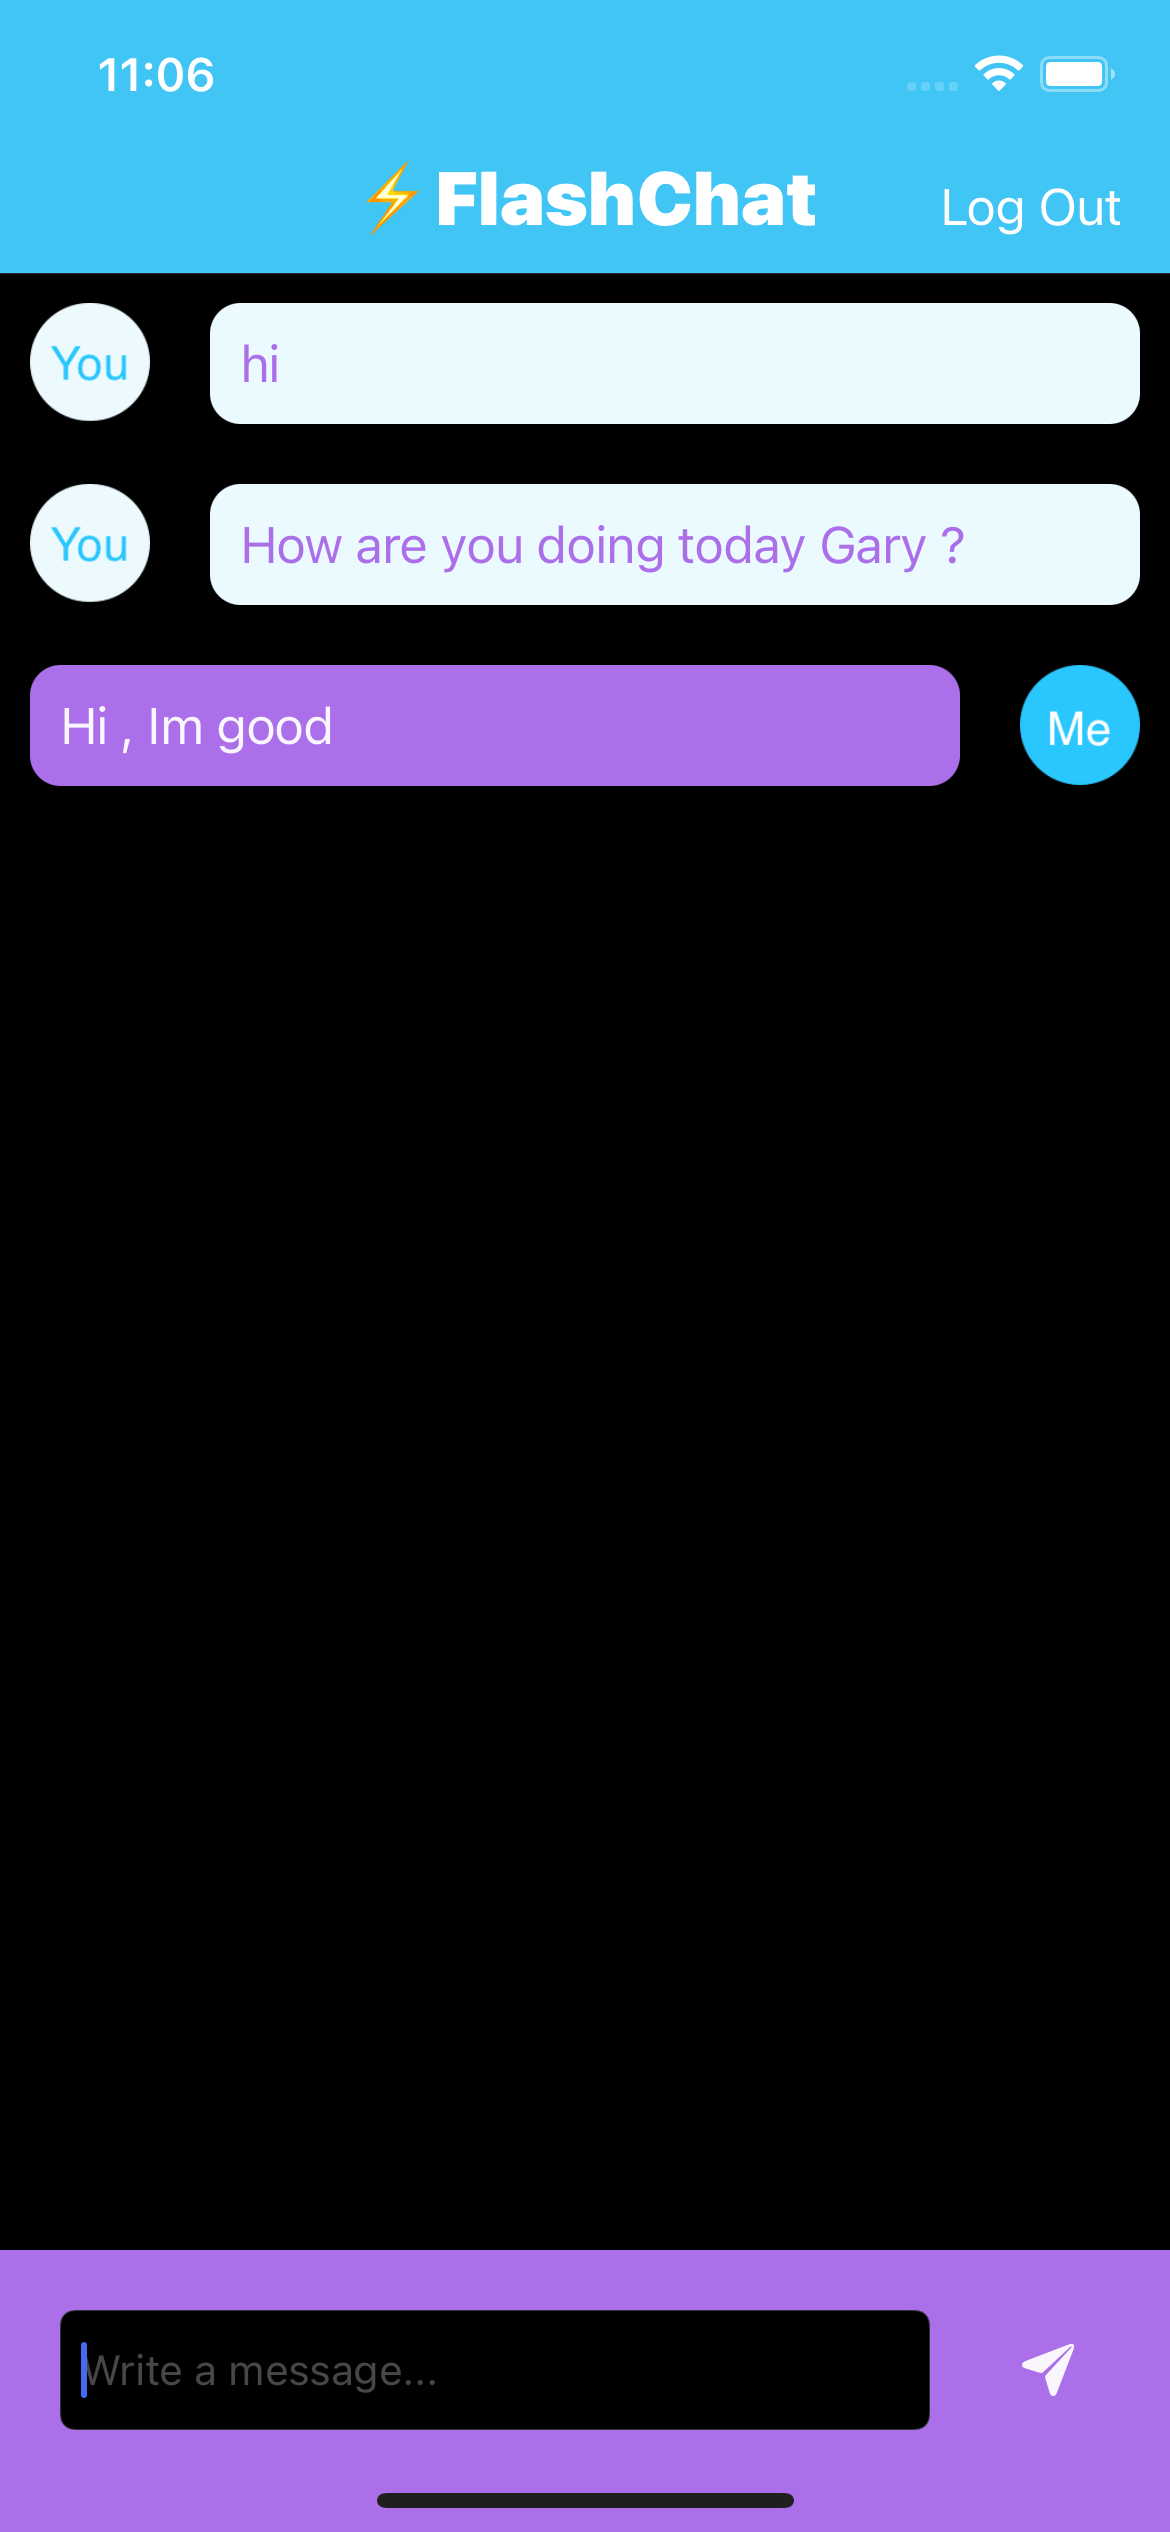 11:06
⚡️FlashChat
Log Out
You
hi
You
How are you doing today Gary ?
Hi , Im good
Me
Write a message...